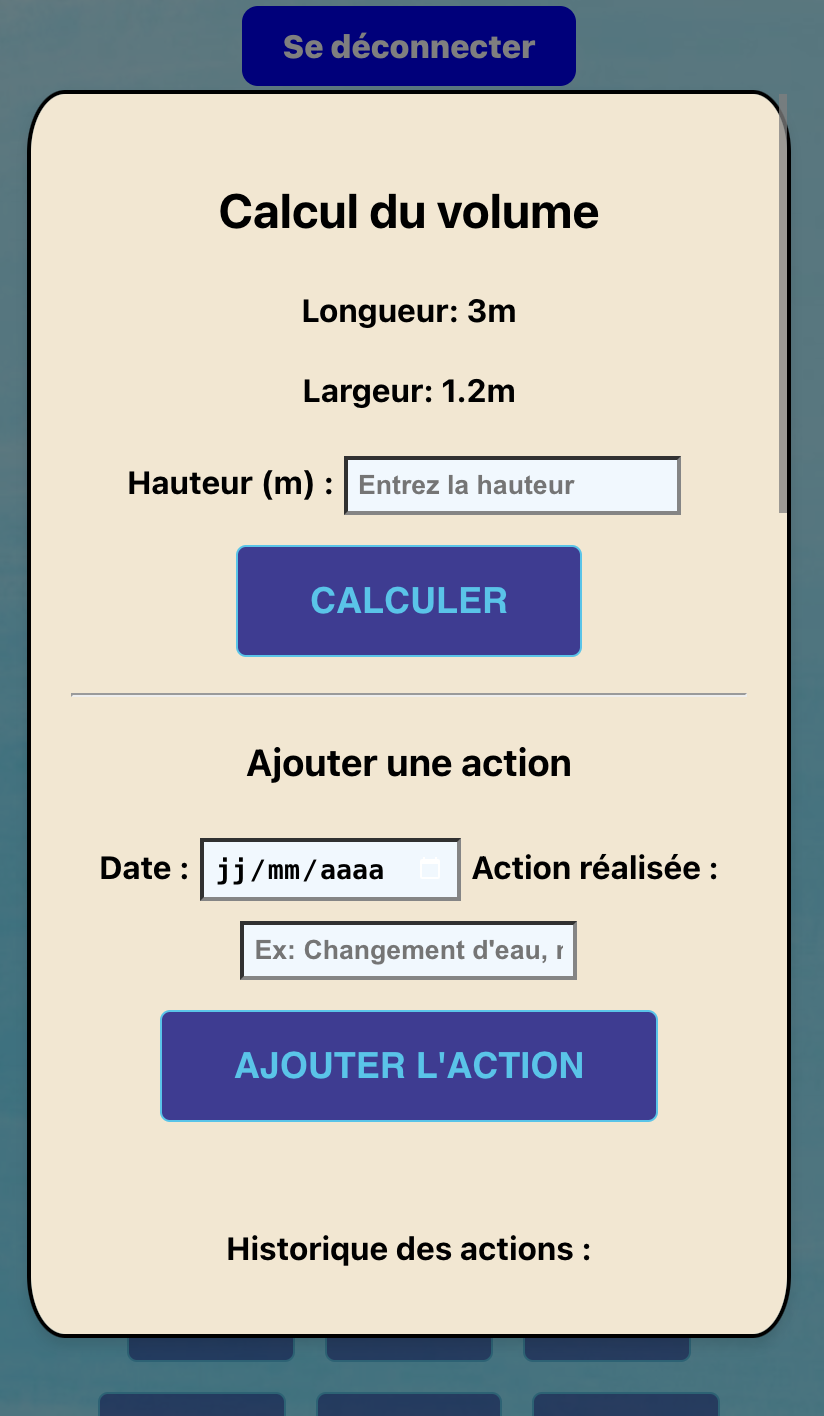 Se déconnecter
Calcul du volume
Longueur: 3m
Largeur: 1.2m
Hauteur (m) : Entrez la hauteur
CALCULER
Ajouter une action
Date : jj/mm/aaaa Action réalisée :
Ex: Changement d'eau,
AJOUTER L'ACTION
Historique des actions :